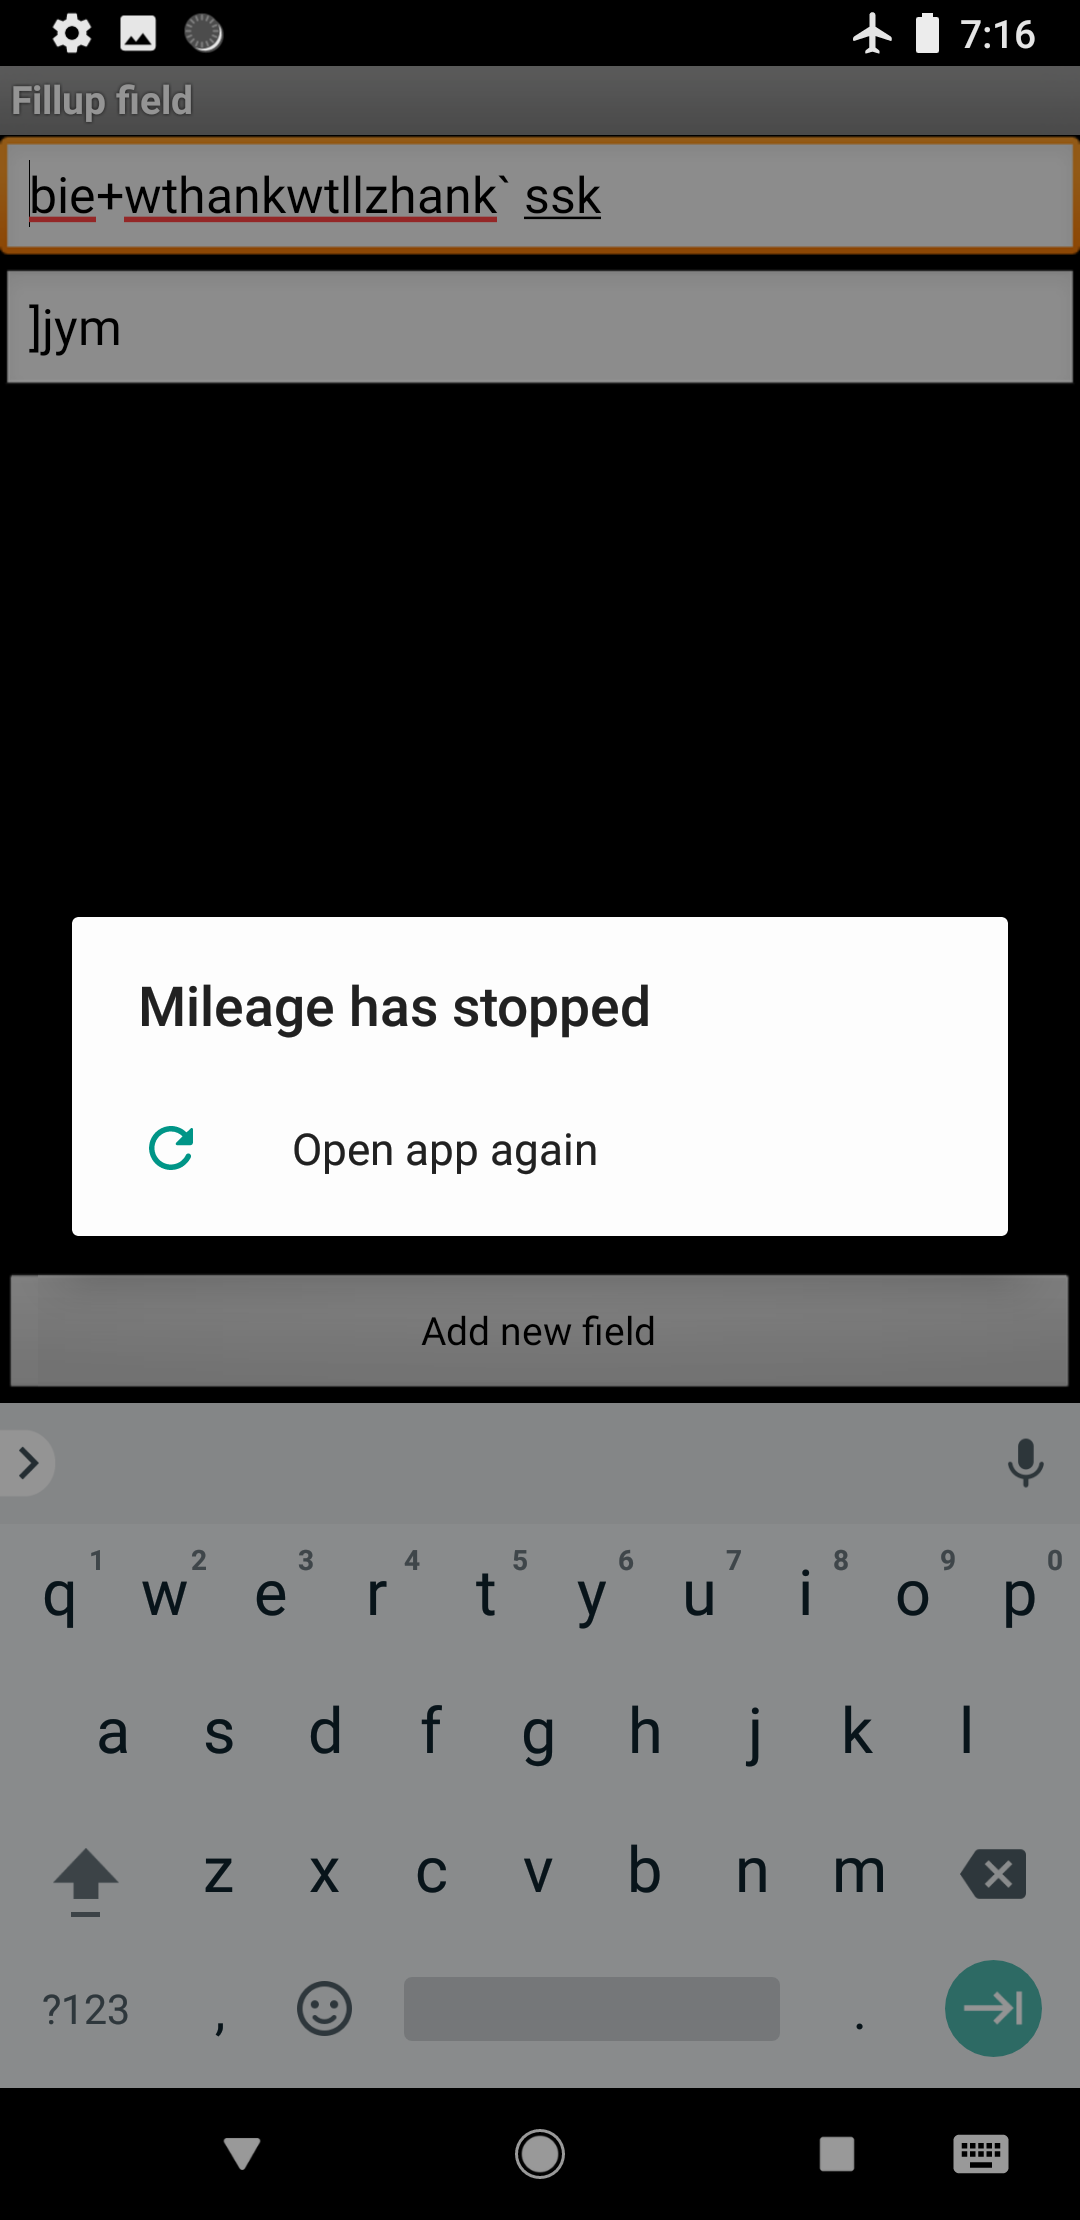 7:16
Fillup field
bie+wthankwtllzhank` ssk
]jym
Mileage has stopped
Open app again
Add new field
1 2 3 4 5 6 7 8 9 0
q w e r t y u i o p
a s d f g h j k l
z x c v b n m
?123 , .